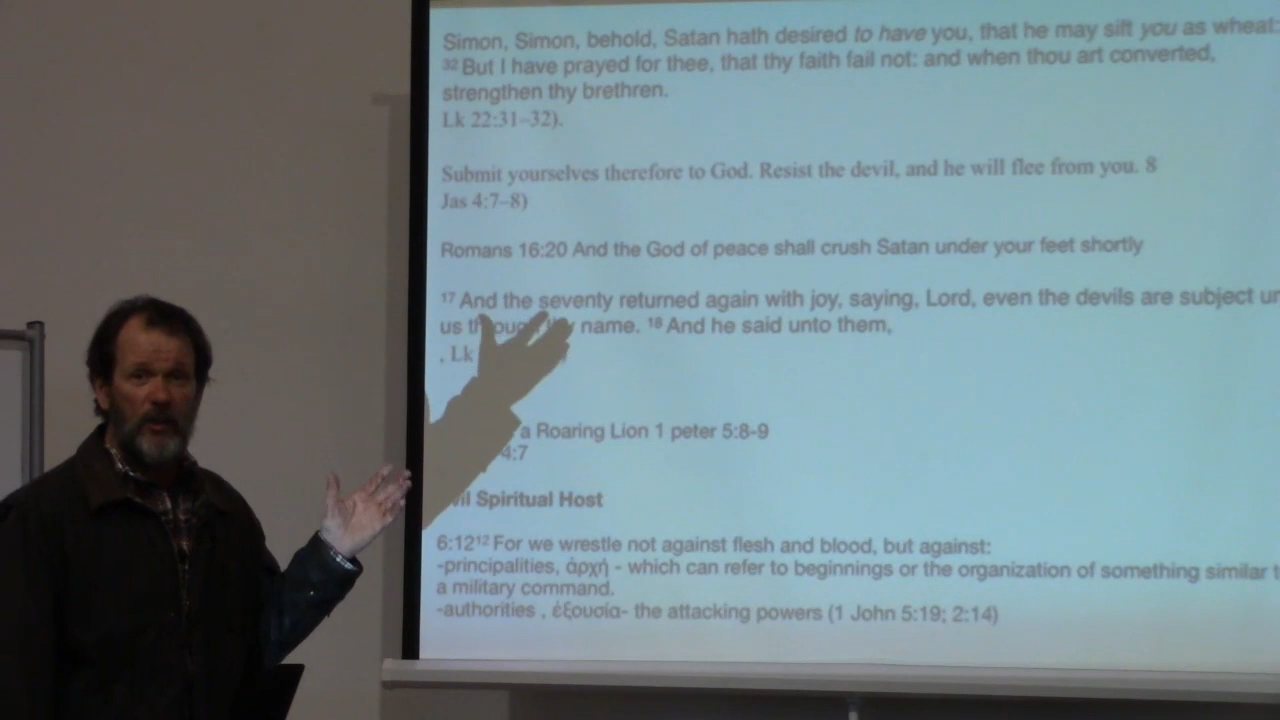 Simon, Simon, behold, Satan hath desired to have you, that he may sift you as wheat:
32 But I have prayed for thee, that thy faith fail not: and when thou art converted,
strengthen thy brethren.
Lk 22:31–32).
Submit yourselves therefore to God. Resist the devil, and he will flee from you. 8
Jas 4:7–8)
Romans 16:20 And the God of peace shall crush Satan under your feet shortly
17 And the seventy returned again with joy, saying, Lord, even the devils are subject
us name. 18 And he said unto them,
, Lk
a Roaring Lion 1 peter 5:8-9
4:7
Spiritual Host
6:12 12 For we wrestle not against flesh and blood, but against:
-principalities, ἀρχή - which can refer to beginnings or the organization of something similar
a military command.
-authorities , ἐξουσία- the attacking powers (1 John 5:19; 2:14)